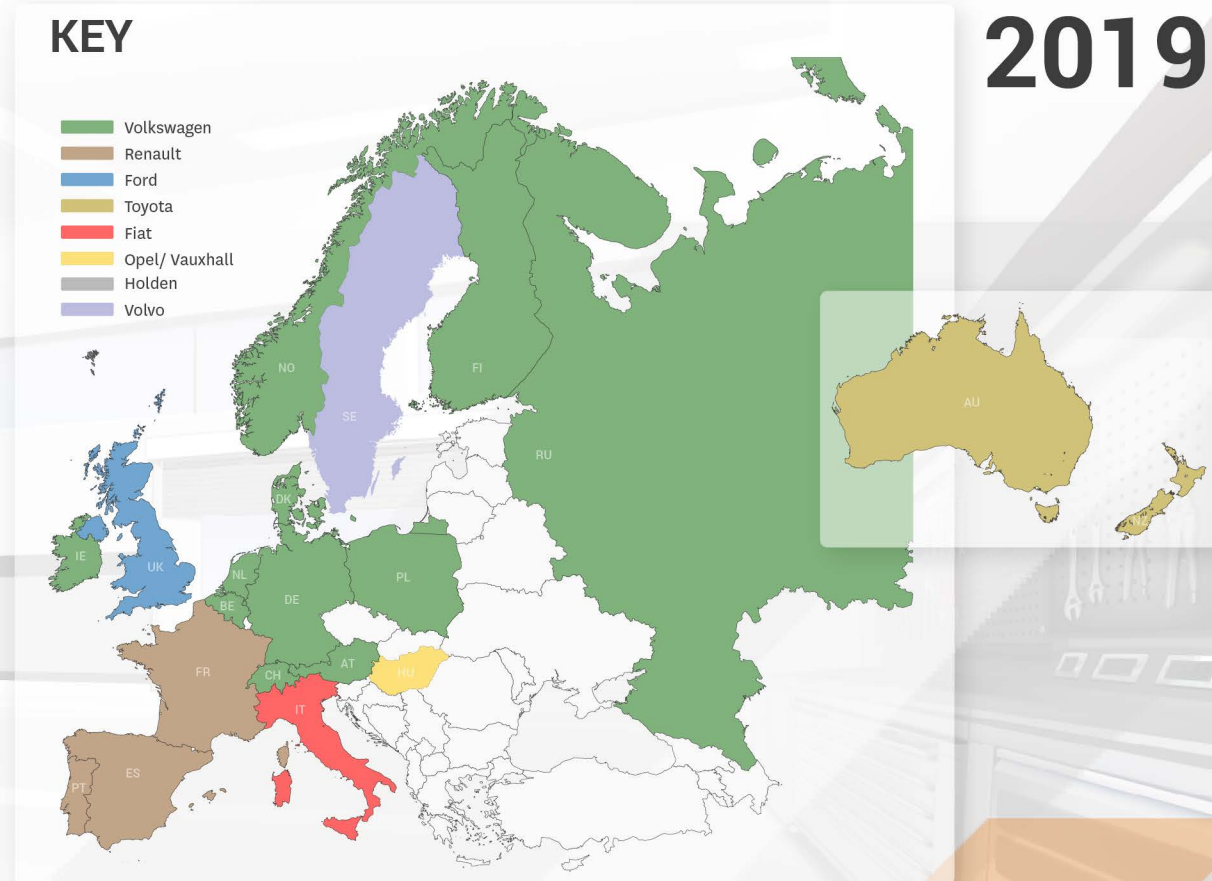 KEY
2019
Volkswagen
Renault
Ford
Toyota
Fiat
Opel/ Vauxhall
Holden
Volvo
NO
FI
SE
AU
RU
DK
NZ
IE
UK
NL
PL
BE
DE
AT
FR
CH
HU
IT
ES
PT